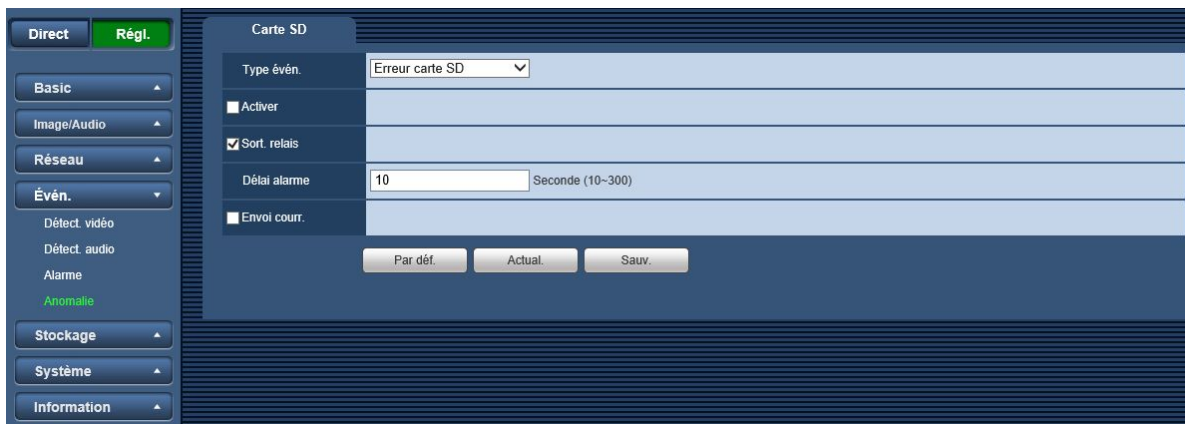 Direct Régl.
Basic
Image/Audio
Réseau
Évén.
Détect. vidéo
Détect. audio
Alarme
Anomalie
Stockage
Système
Information
Carte SD
Type évén. Erreur carte SD
Activer
Sort. relais
Délai alarme 10 Seconde (10~300)
Envoi courr.
Par déf. Actual. Sauv.